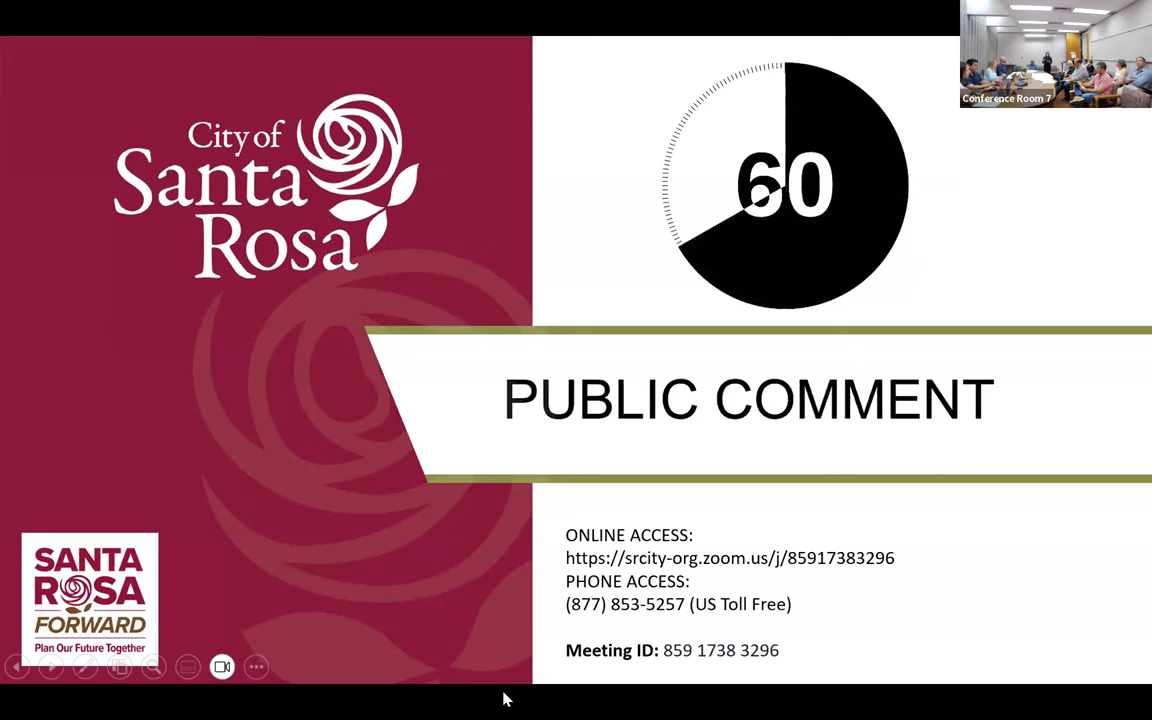 City of
Santa
Rosa
60
Conference Room 7
PUBLIC COMMENT
ONLINE ACCESS:
https://srcity-org.zoom.us/j/85917383296
PHONE ACCESS:
(877) 853-5257 (US Toll Free)
Meeting ID: 859 1738 3296
SANTA
ROSA
FORWARD
Plan Our Future Together